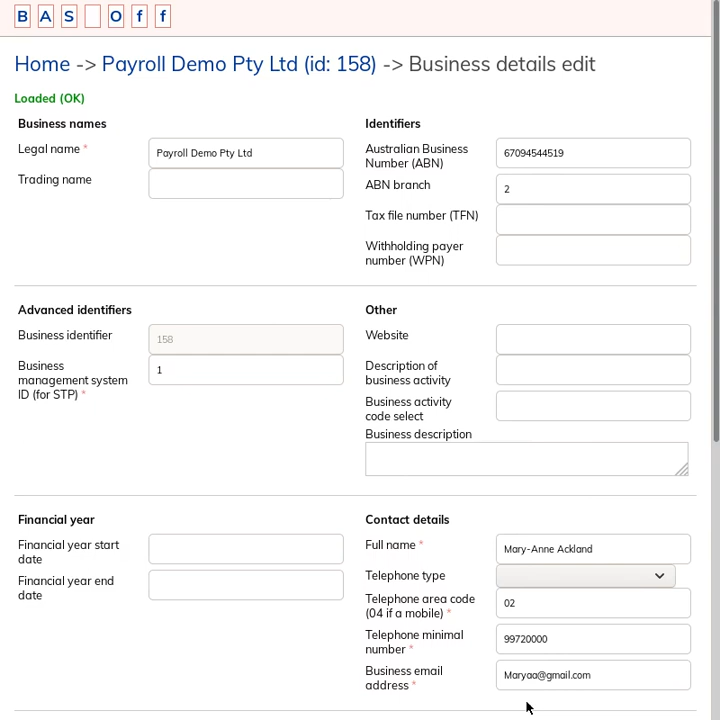 B A S O f f
Home -> Payroll Demo Pty Ltd (id: 158) -> Business details edit
Loaded (OK)
Business names
Legal name *
Payroll Demo Pty Ltd
Trading name
Identifiers
Australian Business
Number (ABN)
67094544519
ABN branch
2
Tax file number (TFN)
Withholding payer
number (WPN)
Advanced identifiers
Business identifier
158
Business
management system
ID (for STP) *
1
Other
Website
Description of
business activity
Business activity
code select
Business description
Financial year
Financial year start
date
Financial year end
date
Contact details
Full name *
Mary-Anne Ackland
Telephone type
Telephone area code
(04 if a mobile) *
02
Telephone minimal
number *
99720000
Business email
address *
Maryaa@gmail.com